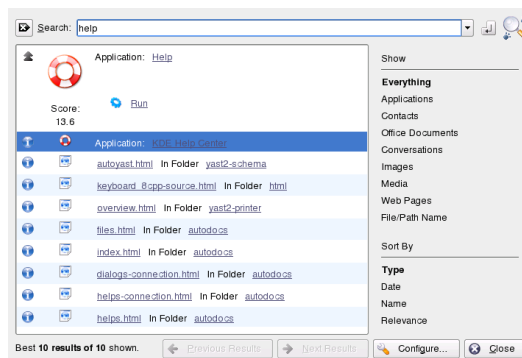 Search: help
Application: Help
Run
Score:
13.6
Application: KDE Help Center
autoyast.html In Folder yast2-schema
keyboard_8cpp-source.html In Folder html
overview.html In Folder yast2-printer
files.html In Folder autodocs
index.html In Folder autodocs
dialogs-connection.html In Folder autodocs
helps-connection.html In Folder autodocs
helps.html In Folder autodocs
Show
Everything
Applications
Contacts
Office Documents
Conversations
Images
Media
Web Pages
File/Path Name
Sort By
Type
Date
Name
Relevance
Best 10 results of 10 shown.
Previous Results
Next Results
Configure...
Close